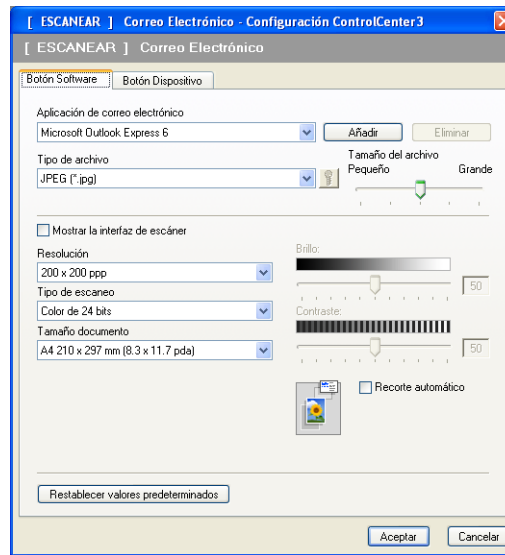 [ ESCANEAR ] Correo Electrónico - Configuración ControlCenter3
[ ESCANEAR ] Correo Electrónico
Botón Software Botón Dispositivo
Aplicación de correo electrónico
Microsoft Outlook Express 6 Añadir Eliminar
Tipo de archivo Tamaño del archivo
JPEG (*.jpg) Pequeño Grande
Mostrar la interfaz de escáner
Resolución Brillo:
200 x 200 ppp 50
Tipo de escaneo
Color de 24 bits Contraste:
Tamaño documento
A4 210 x 297 mm (8.3 x 11.7 pda) 50
Recorte automático
Restablecer valores predeterminados
Aceptar Cancelar